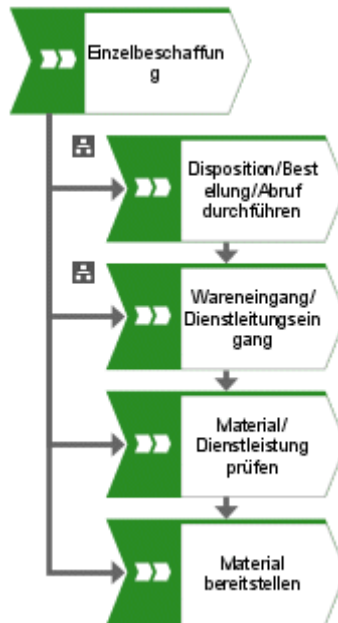 Einzelbeschaffun
g
Disposition/Best
ellung/Abruf
durchführen
Wareneingang/
Dienstleitungsein
gang
Material/
Dienstleistung
prüfen
Material
bereitstellen